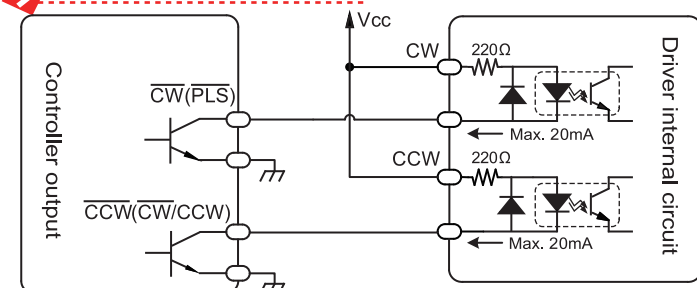 Vcc
CW
220Ω
CW(PLS)
Max. 20mA
CCW
220Ω
CCW(CW/CCW)
Max. 20mA
Controller output
Driver internal circuit